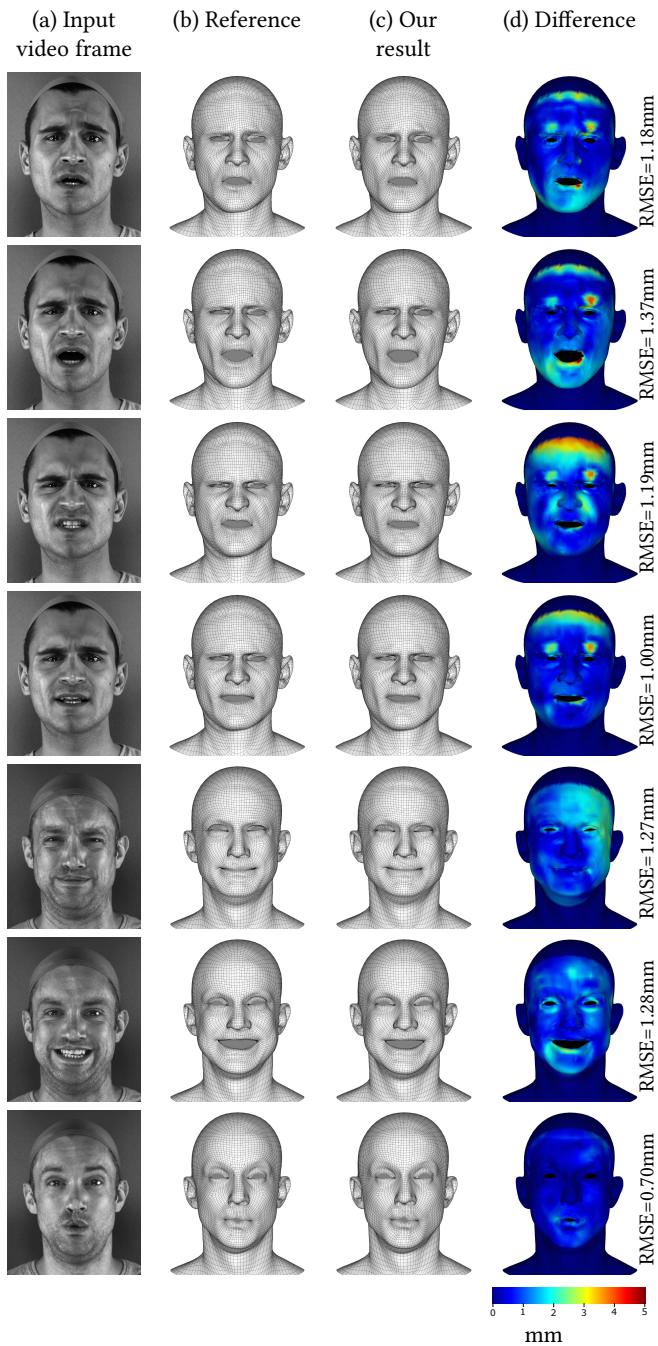 (a) Input
video frame
(b) Reference
(c) Our
result
(d) Difference
RMSE=1.18mm
RMSE=1.37mm
RMSE=1.19mm
RMSE=1.00mm
RMSE=1.27mm
RMSE=1.28mm
RMSE=0.70mm
0 1 2 3 4 5
mm